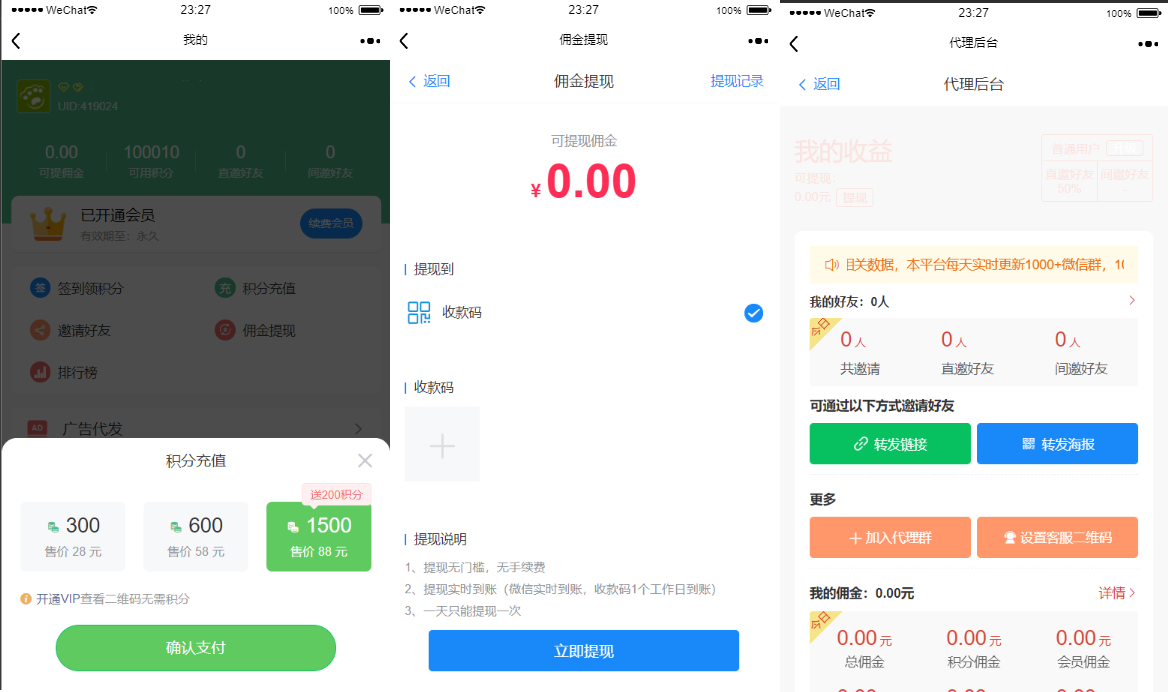 WeChat 23:27 100%
我的
UID:419024
0.00 100010 0 0
可提现佣金 可用积分 直邀好友 间邀好友
已开通会员
有效期至：永久
续费会员
签 签到领积分 充 积分充值
邀请好友 佣金提现
排行榜
AD 广告代发
积分充值
送200积分
300 600 1500
售价 28 元 售价 58 元 售价 88 元
开通VIP查看二维码无需积分
确认支付
WeChat 23:27 100%
佣金提现
返回 佣金提现 提现记录
可提现佣金
¥0.00
提现到
收款码
收款码
提现说明
1、提现无门槛，无手续费
2、提现实时到账（微信实时到账，收款码1个工作日到账）
3、一天只能提现一次
立即提现
WeChat 23:27 100%
代理后台
返回 代理后台
我的收益
普通用户
可提现:
0.00元 提现
直邀好友 间邀好友
50%
相关数据，本平台每天实时更新1000+微信群，
我的好友：0人
今日
0人 0人 0人
共邀请 直邀好友 间邀好友
可通过以下方式邀请好友
转发链接 转发海报
更多
加入代理群 设置客服二维码
我的佣金：0.00元 详情
今日
0.00元 0.00元 0.00元
总佣金 积分佣金 会员佣金